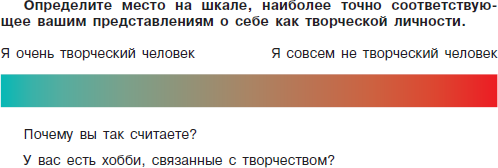 Определите место на шкале, наиболее точно соответствую-
щее вашим представлениям о себе как творческой личности.
Я очень творческий человек Я совсем не творческий человек
Почему вы так считаете?
У вас есть хобби, связанные с творчеством?